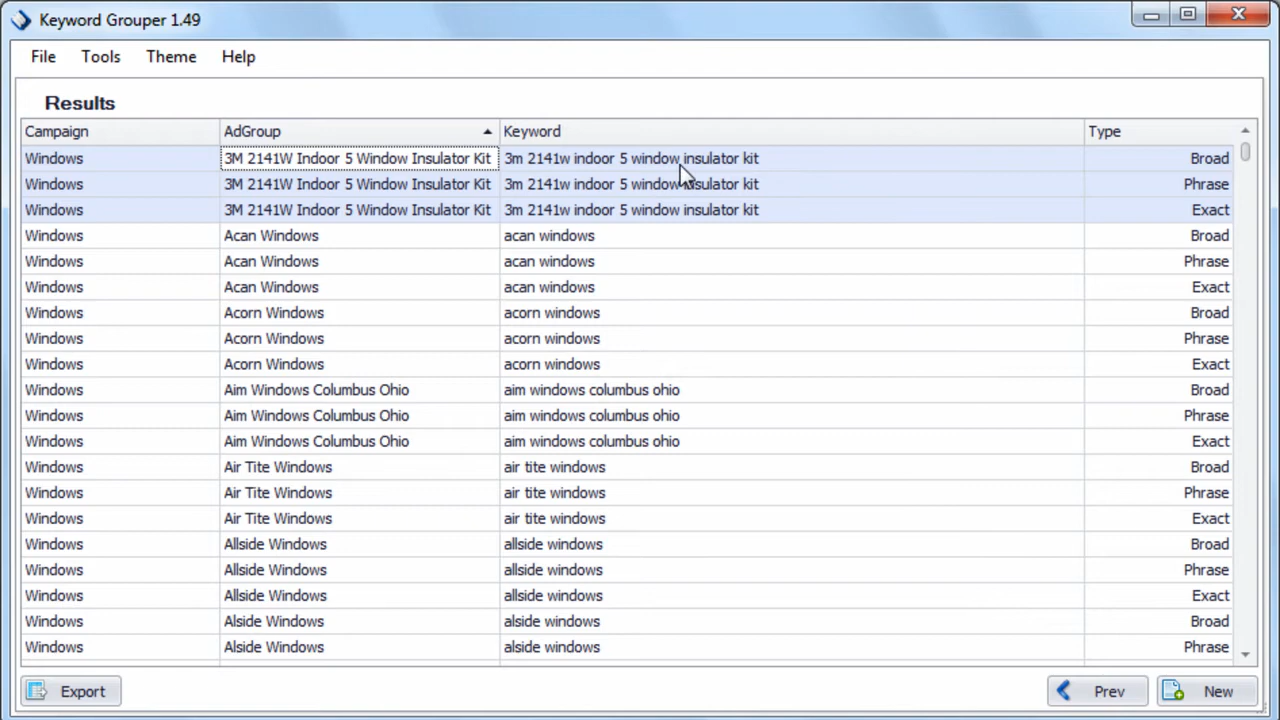 Keyword Grouper 1.49
File Tools Theme Help
Results
Campaign AdGroup Keyword Type
Windows 3M 2141W Indoor 5 Window Insulator Kit 3m 2141w indoor 5 window insulator kit Broad
Windows 3M 2141W Indoor 5 Window Insulator Kit 3m 2141w indoor 5 window insulator kit Phrase
Windows 3M 2141W Indoor 5 Window Insulator Kit 3m 2141w indoor 5 window insulator kit Exact
Windows Acan Windows acan windows Broad
Windows Acan Windows acan windows Phrase
Windows Acan Windows acan windows Exact
Windows Acorn Windows acorn windows Broad
Windows Acorn Windows acorn windows Phrase
Windows Acorn Windows acorn windows Exact
Windows Aim Windows Columbus Ohio aim windows columbus ohio Broad
Windows Aim Windows Columbus Ohio aim windows columbus ohio Phrase
Windows Aim Windows Columbus Ohio aim windows columbus ohio Exact
Windows Air Tite Windows air tite windows Broad
Windows Air Tite Windows air tite windows Phrase
Windows Air Tite Windows air tite windows Exact
Windows Allside Windows allside windows Broad
Windows Allside Windows allside windows Phrase
Windows Allside Windows allside windows Exact
Windows Alside Windows alside windows Broad
Windows Alside Windows alside windows Phrase
Export Prev New